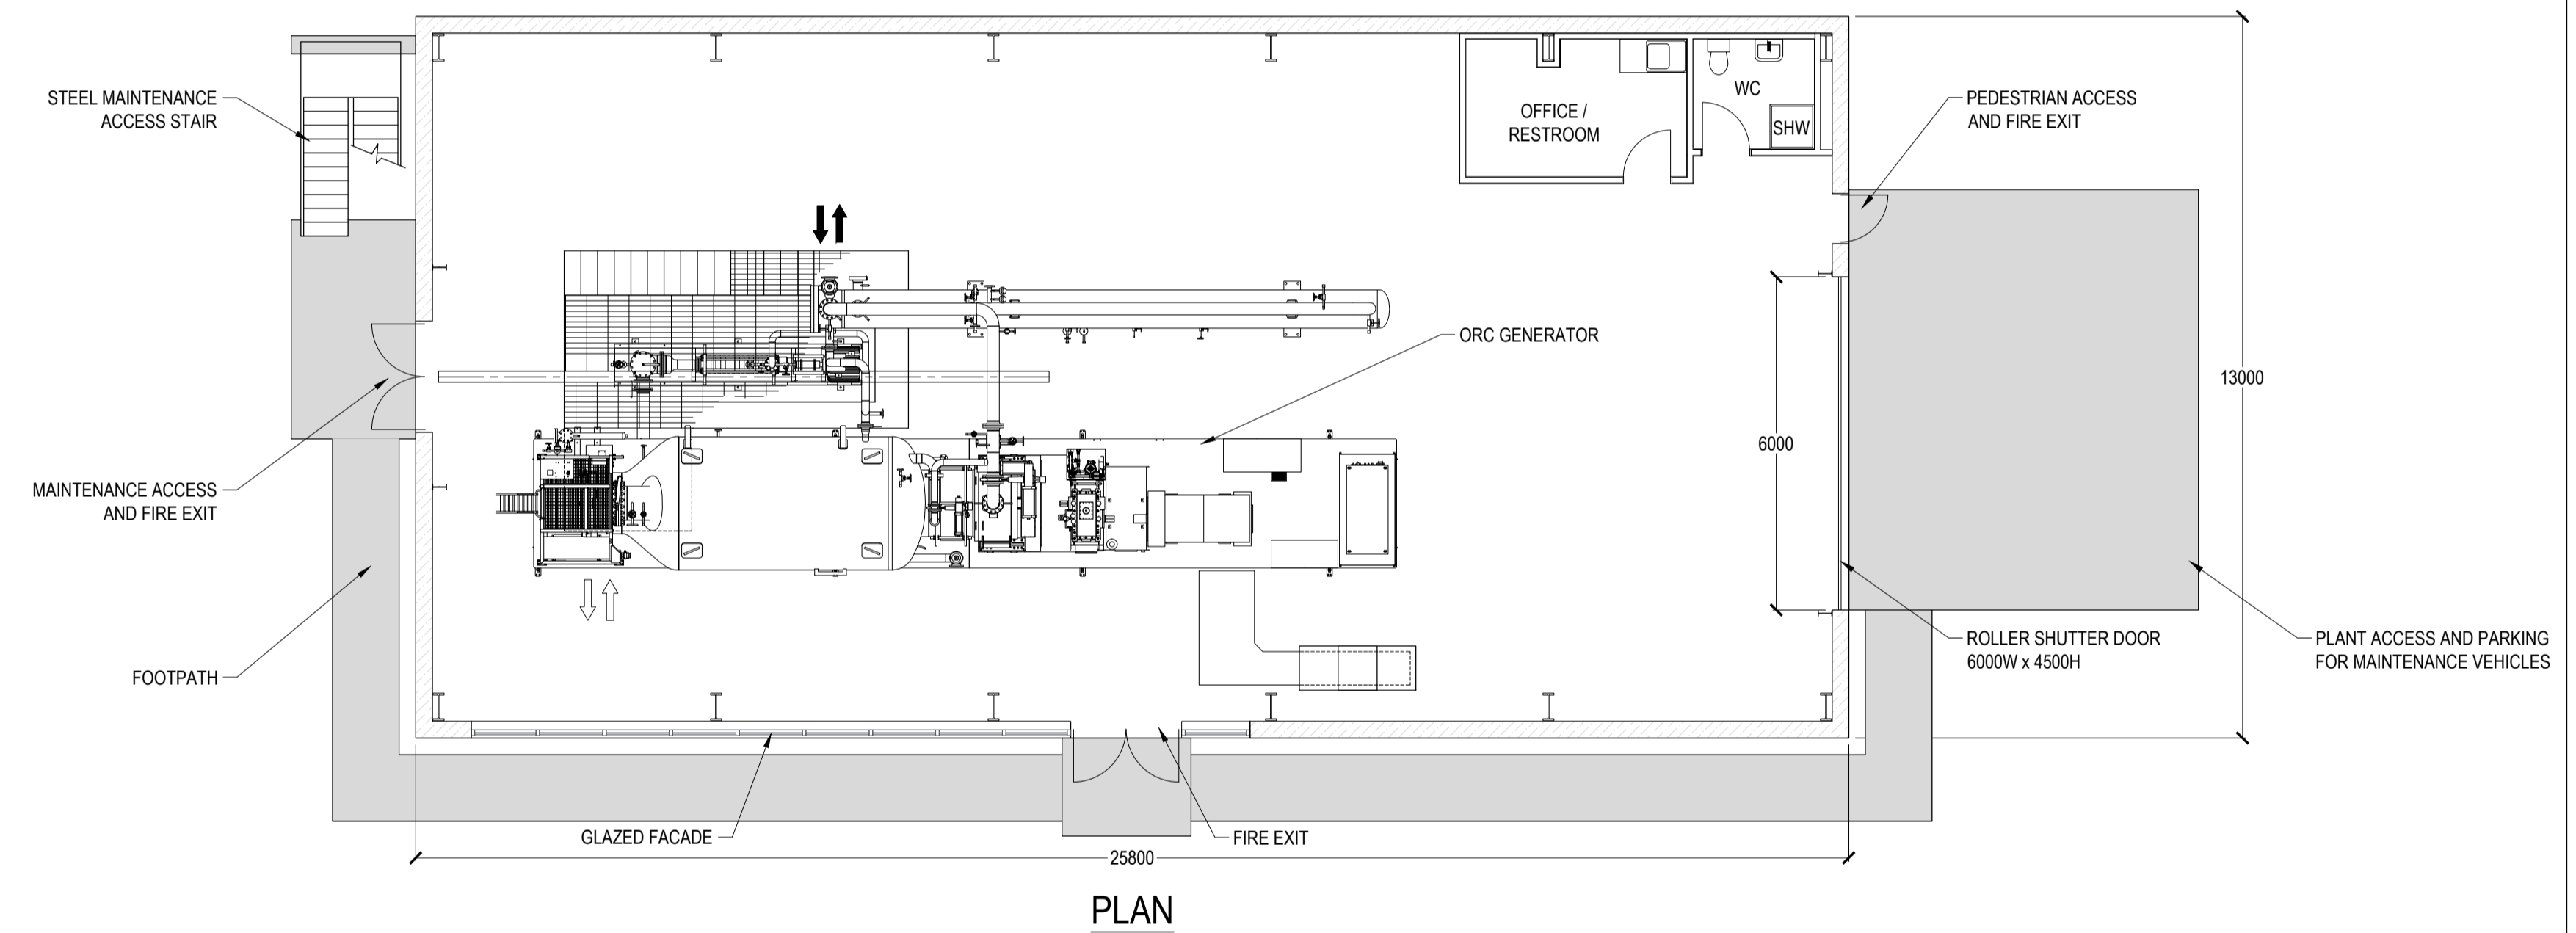 STEEL MAINTENANCE
ACCESS STAIR
OFFICE /
RESTROOM
WC
SHW
PEDESTRIAN ACCESS
AND FIRE EXIT
ORC GENERATOR
13000
6000
MAINTENANCE ACCESS
AND FIRE EXIT
FOOTPATH
ROLLER SHUTTER DOOR
6000W x 4500H
PLANT ACCESS AND PARKING
FOR MAINTENANCE VEHICLES
GLAZED FACADE
FIRE EXIT
25800
PLAN